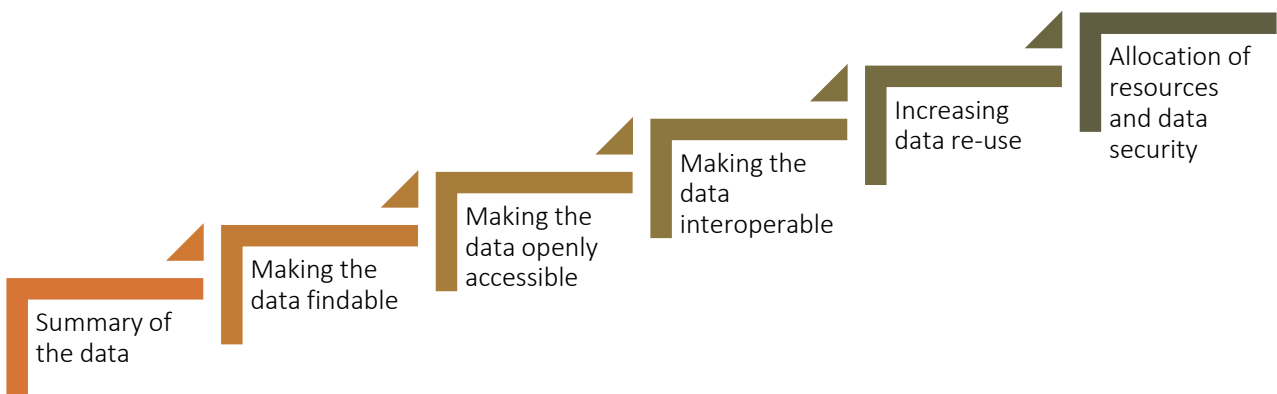 Summary of
the data
Making the
data findable
Making the
data openly
accessible
Making the
data
interoperable
Increasing
data re-use
Allocation of
resources
and data
security